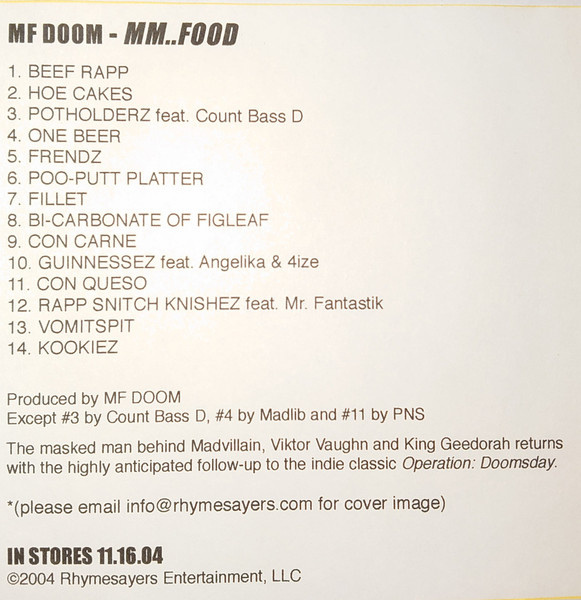 MF DOOM - MM..FOOD
1. BEEF RAPP
2. HOE CAKES
3. POTHOLDERZ feat. Count Bass D
4. ONE BEER
5. FRENDZ
6. POO-PUTT PLATTER
7. FILLET
8. BI-CARBONATE OF FIGLEAF
9. CON CARNE
10. GUINNESSEZ feat. Angelika & 4ize
11. CON QUESO
12. RAPP SNITCH KNISHEZ feat. Mr. Fantastik
13. VOMITSPIT
14. KOOKIEZ
Produced by MF DOOM
Except #3 by Count Bass D, #4 by Madlib and #11 by PNS
The masked man behind Madvillain, Viktor Vaughn and King Geedorah returns
with the highly anticipated follow-up to the indie classic Operation: Doomsday.
*(please email info@rhymesayers.com for cover image)
IN STORES 11.16.04
©2004 Rhymesayers Entertainment, LLC